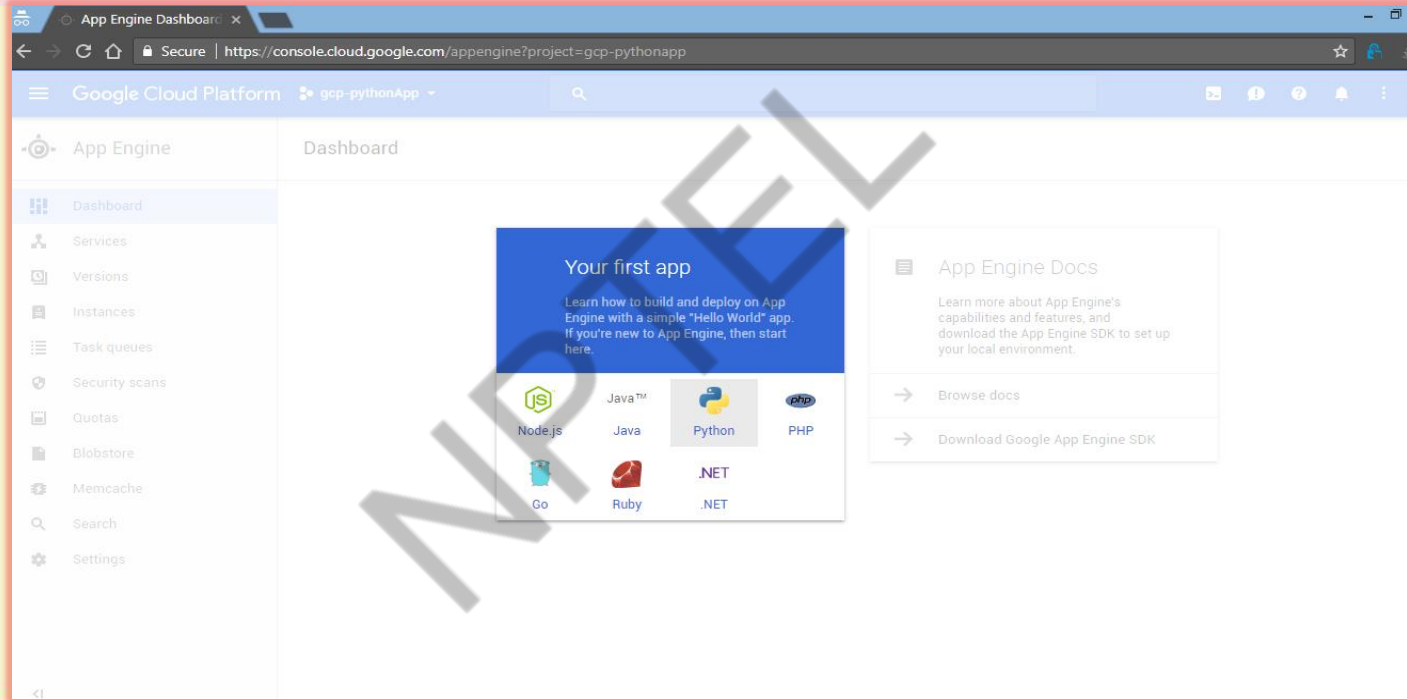 App Engine Dashboard
Secure | https://console.cloud.google.com/appengine?project=gcp-pythonapp
Google Cloud Platform gcp-pythonApp
App Engine
Dashboard
Dashboard
Services
Versions
Instances
Task queues
Security scans
Quotas
Blobstore
Memcache
Search
Settings
Your first app
Learn how to build and deploy on App
Engine with a simple "Hello World" app.
If you're new to App Engine, then start
here.
JS Java™ php
Node.js Java Python PHP
.NET
Go Ruby .NET
App Engine Docs
Learn more about App Engine's
capabilities and features, and
download the App Engine SDK to set up
your local environment.
Browse docs
Download Google App Engine SDK
NPTEL